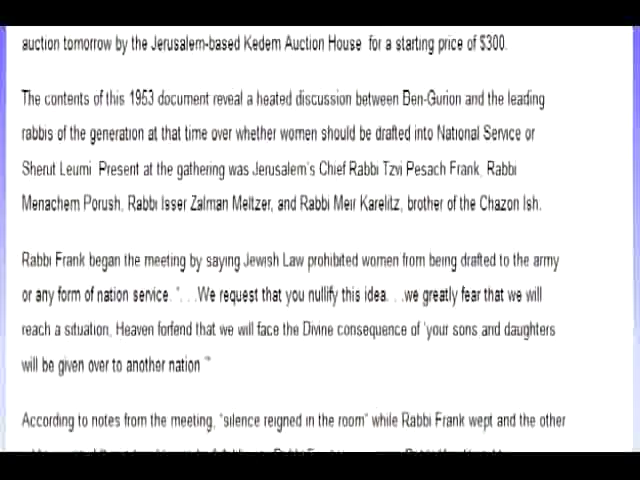 auction tomorrow by the Jerusalem-based Kedem Auction House for a starting price of $300.
The contents of this 1953 document reveal a heated discussion between Ben-Gurion and the leading
rabbis of the generation at that time over whether women should be drafted into National Service or
Sherut Leumi Present at the gathering was Jerusalem's Chief Rabbi Tzvi Pesach Frank, Rabbi
Menachem Porush, Rabbi Isser Zalman Meltzer, and Rabbi Meir Karelitz, brother of the Chazon Ish.
Rabbi Frank began the meeting by saying Jewish Law prohibited women from being drafted to the army
or any form of nation service. ". . .We request that you nullify this idea. . .we greatly fear that we will
reach a situation, Heaven forfend that we will face the Divine consequence of 'your sons and daughters
will be given over to another nation'"
According to notes from the meeting, "silence reigned in the room" while Rabbi Frank wept and the other